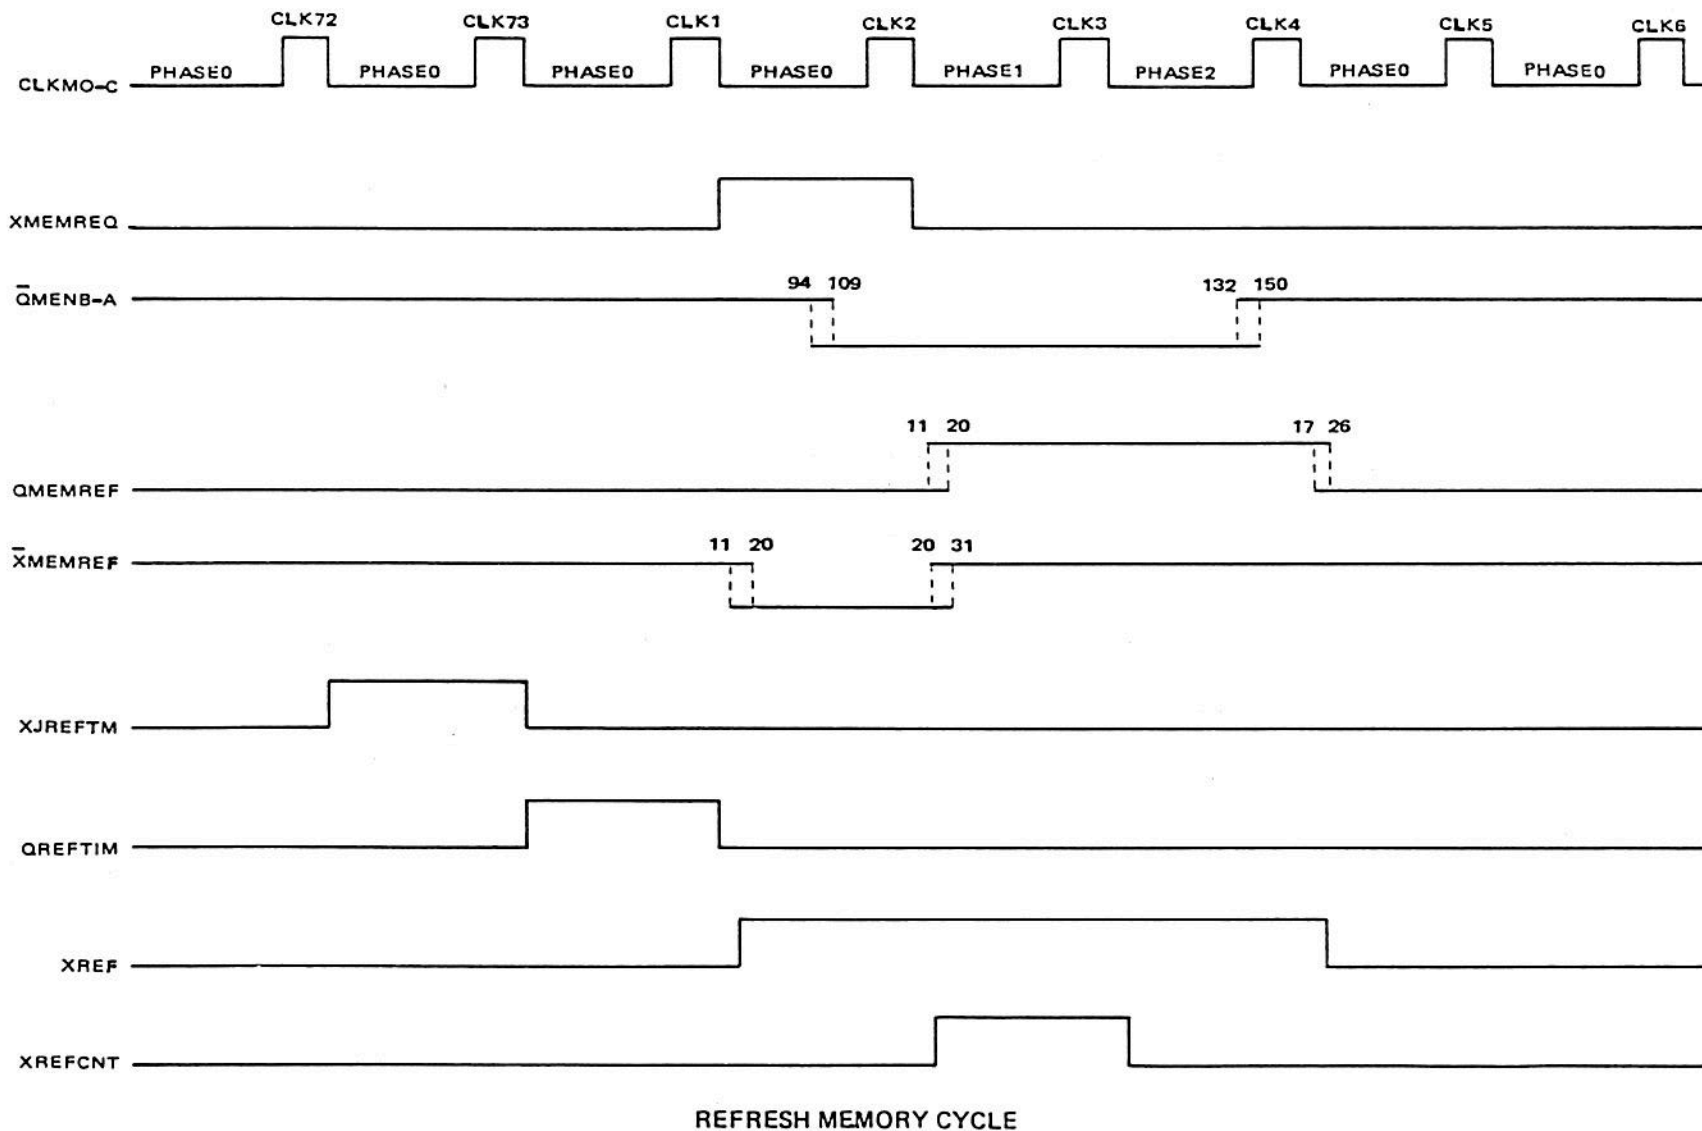 CLK72 CLK73 CLK1 CLK2 CLK3 CLK4 CLK5 CLK6
CLKMO-C PHASE0 PHASE0 PHASE0 PHASE0 PHASE1 PHASE2 PHASE0 PHASE0
XMEMREQ
94 109 132 150
Q̅MENB-A
11 20 17 26
QMEMREF
11 20 20 31
X̅MEMREF
XJREFTM
QREFTIM
XREF
XREFCNT
REFRESH MEMORY CYCLE